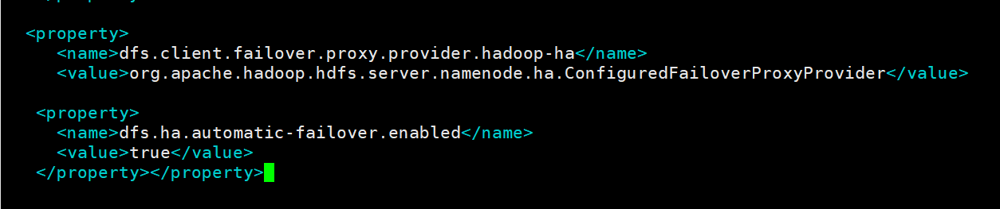 </property>
<property>
<name>dfs.client.failover.proxy.provider.hadoop-ha</name>
<value>org.apache.hadoop.hdfs.server.namenode.ha.ConfiguredFailoverProxyProvider</value>
<property>
<name>dfs.ha.automatic-failover.enabled</name>
<value>true</value>
</property></property>